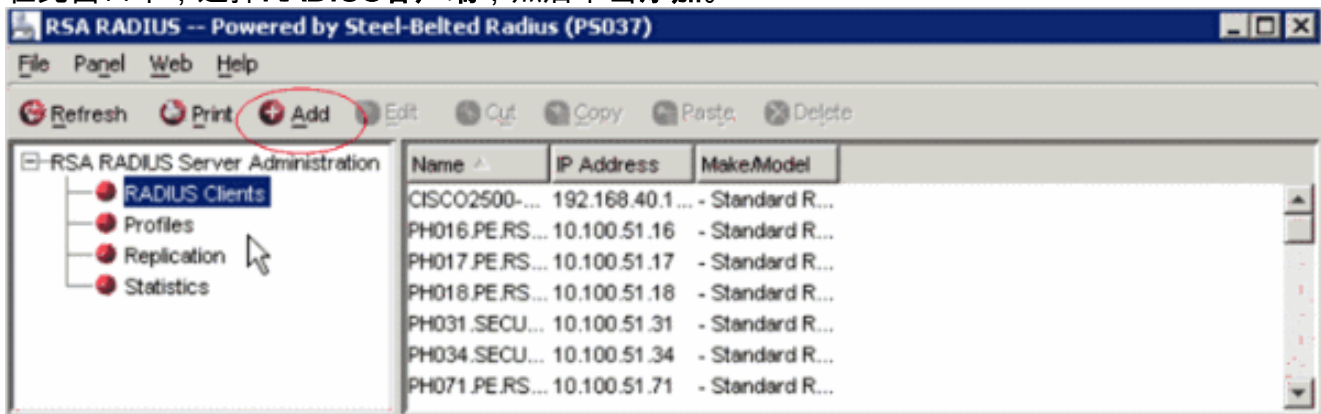 RSA RADIUS -- Powered by Steel-Belted Radius (PS037)
File Panel Web Help
Refresh Print Add Edit Cut Copy Paste Delete
RSA RADIUS Server Administration
RADIUS Clients
Profiles
Replication
Statistics
Name IP Address Make/Model
CISCO2500-... 192.168.40.1... - Standard R...
PH016.PE.RS... 10.100.51.16 - Standard R...
PH017.PE.RS... 10.100.51.17 - Standard R...
PH018.PE.RS... 10.100.51.18 - Standard R...
PH031.SECU... 10.100.51.31 - Standard R...
PH034.SECU... 10.100.51.34 - Standard R...
PH071.PE.RS... 10.100.51.71 - Standard R...